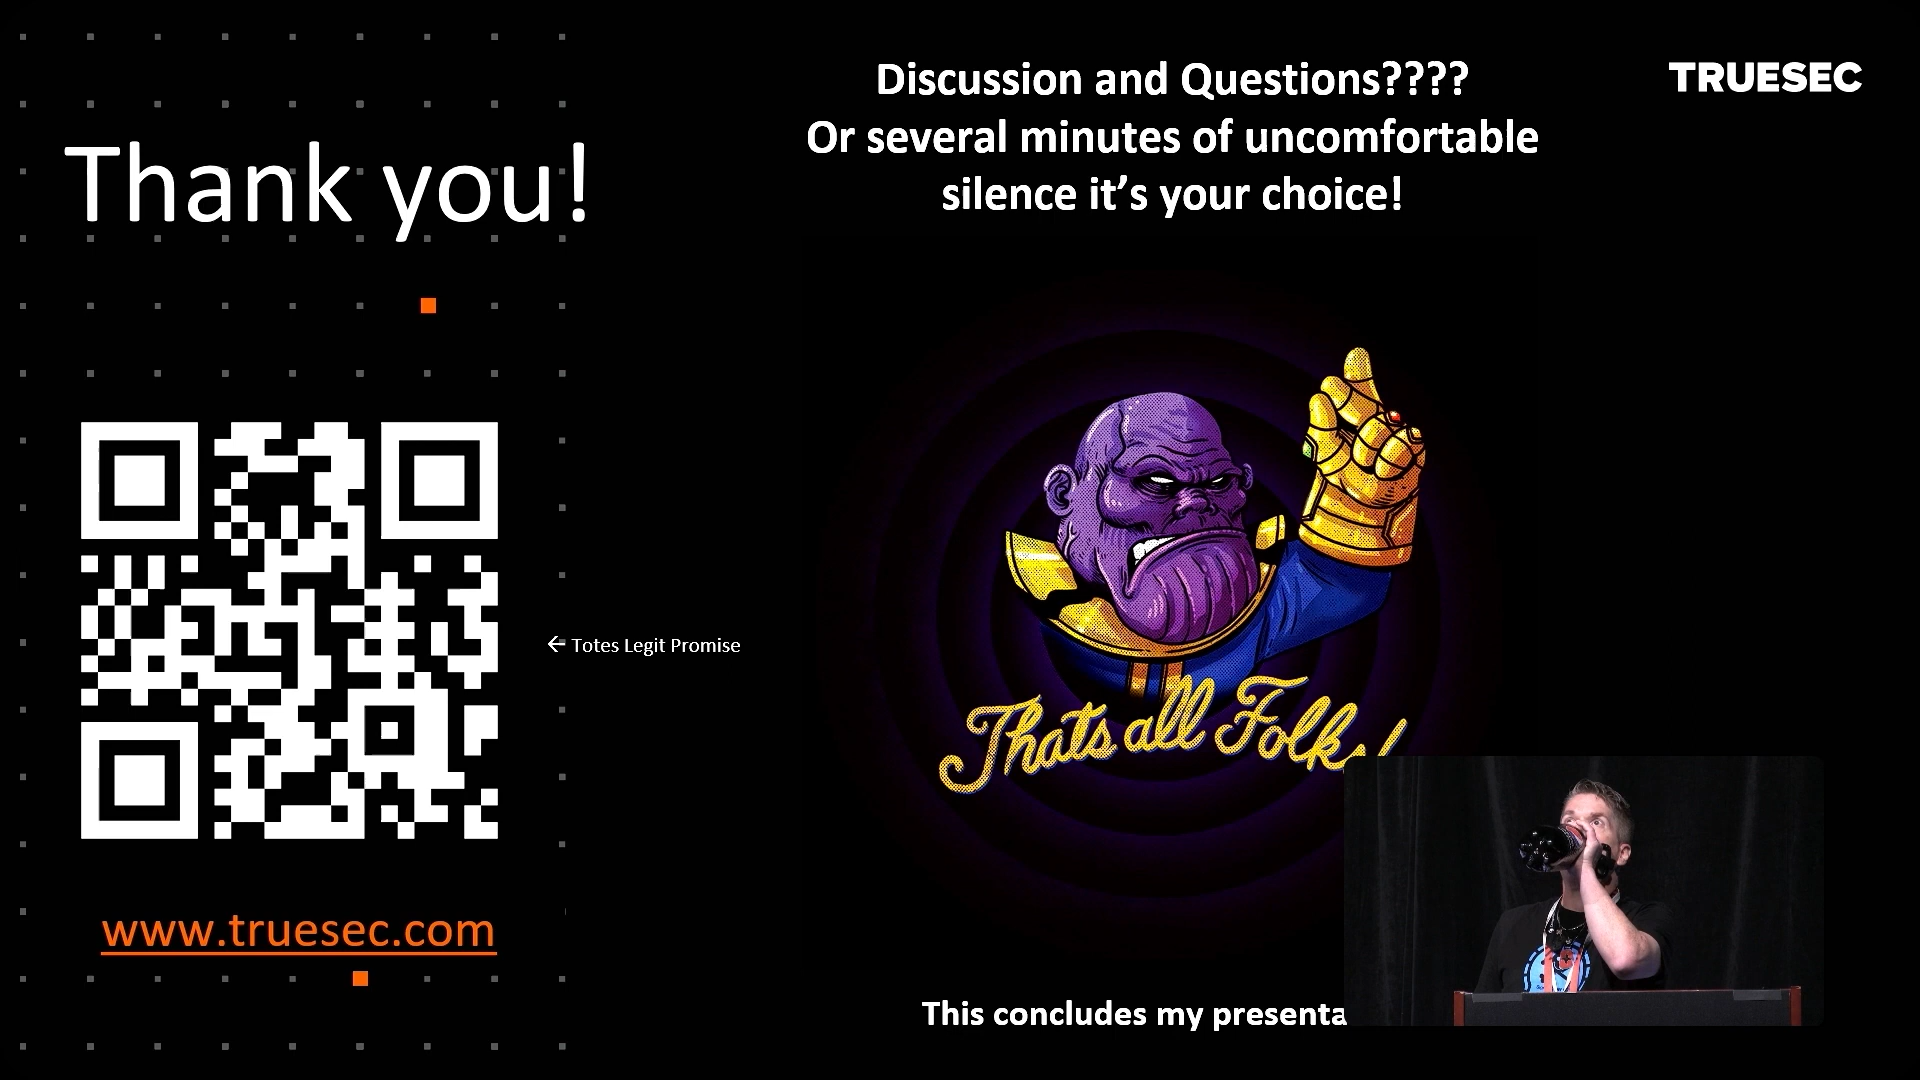 Thank you!
Discussion and Questions????
Or several minutes of uncomfortable
silence it's your choice!
TRUESEC
← Totes Legit Promise
Thats all Folk
www.truesec.com
This concludes my presenta